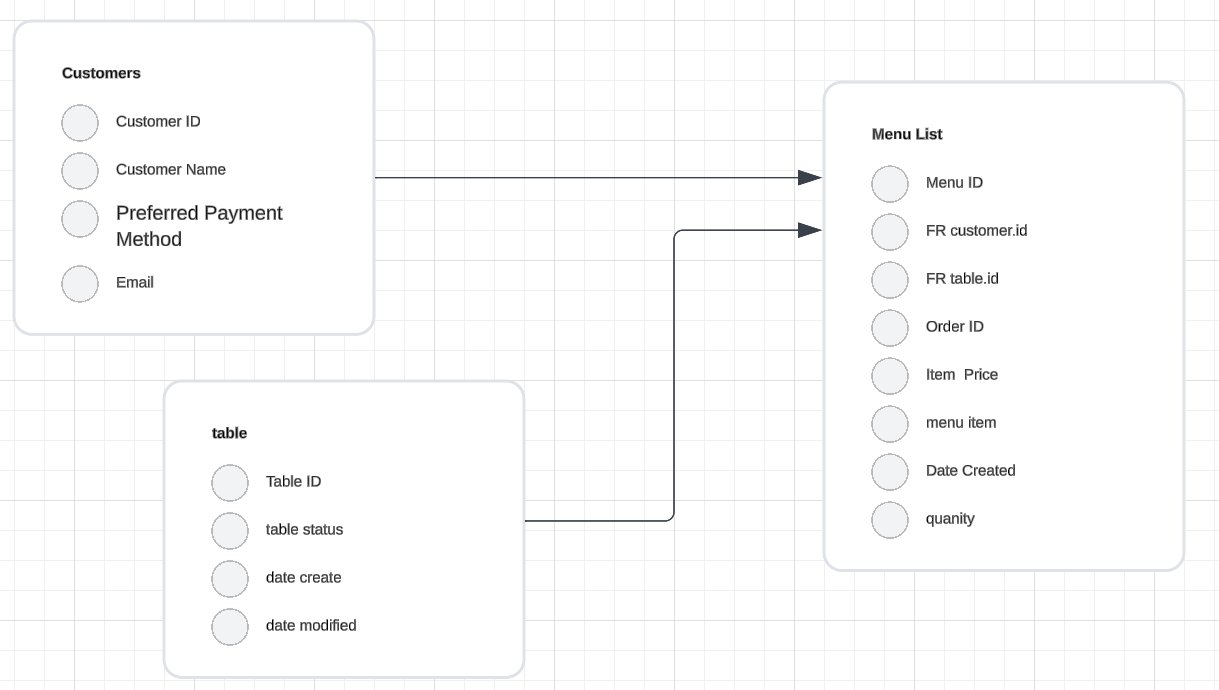 Customers
Customer ID
Customer Name
Preferred Payment
Method
Email
table
Table ID
table status
date create
date modified
Menu List
Menu ID
FR customer.id
FR table.id
Order ID
Item  Price
menu item
Date Created
quanity